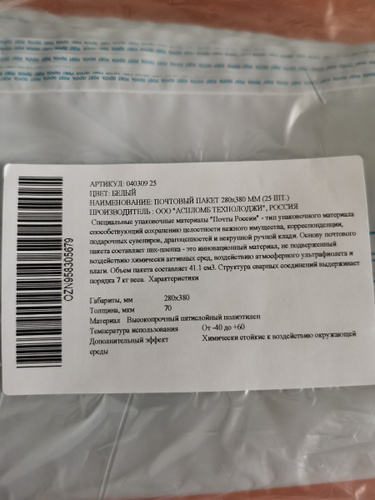 АРТИКУЛ: 040309 25
ЦВЕТ: БЕЛЫЙ
НАИМЕНОВАНИЕ: ПОЧТОВЫЙ ПАКЕТ 280х380 ММ (25 ШТ.)
ПРОИЗВОДИТЕЛЬ : ООО "АСПЛОМБ ТЕХНОЛОДЖИ", РОССИЯ
Специальные упаковочные материалы "Почты России" - тип упаковочного материала
способствующий сохранению целостности важного имущества, корреспонденции,
подарочных сувениров, драгоценностей и некрупной ручной клади. Основу почтового
пакета составляет пвх-пленка - это инновационный материал, не подверженный
воздействию химически активных сред, воздействию атмосферного ультрафиолета и
влаги. Объем пакета составляет 41.1 см3. Структура сварных соединений выдерживает
порядка 7 кг веса. Характеристики
Габариты, мм 280х380
Толщина, мкм 70
Материал Высокопрочный пятислойный полиэтилен
Температура использования От -40 до +60
Дополнительный эффект Химически стойкие к воздействию окружающей
среды
OZN958305679